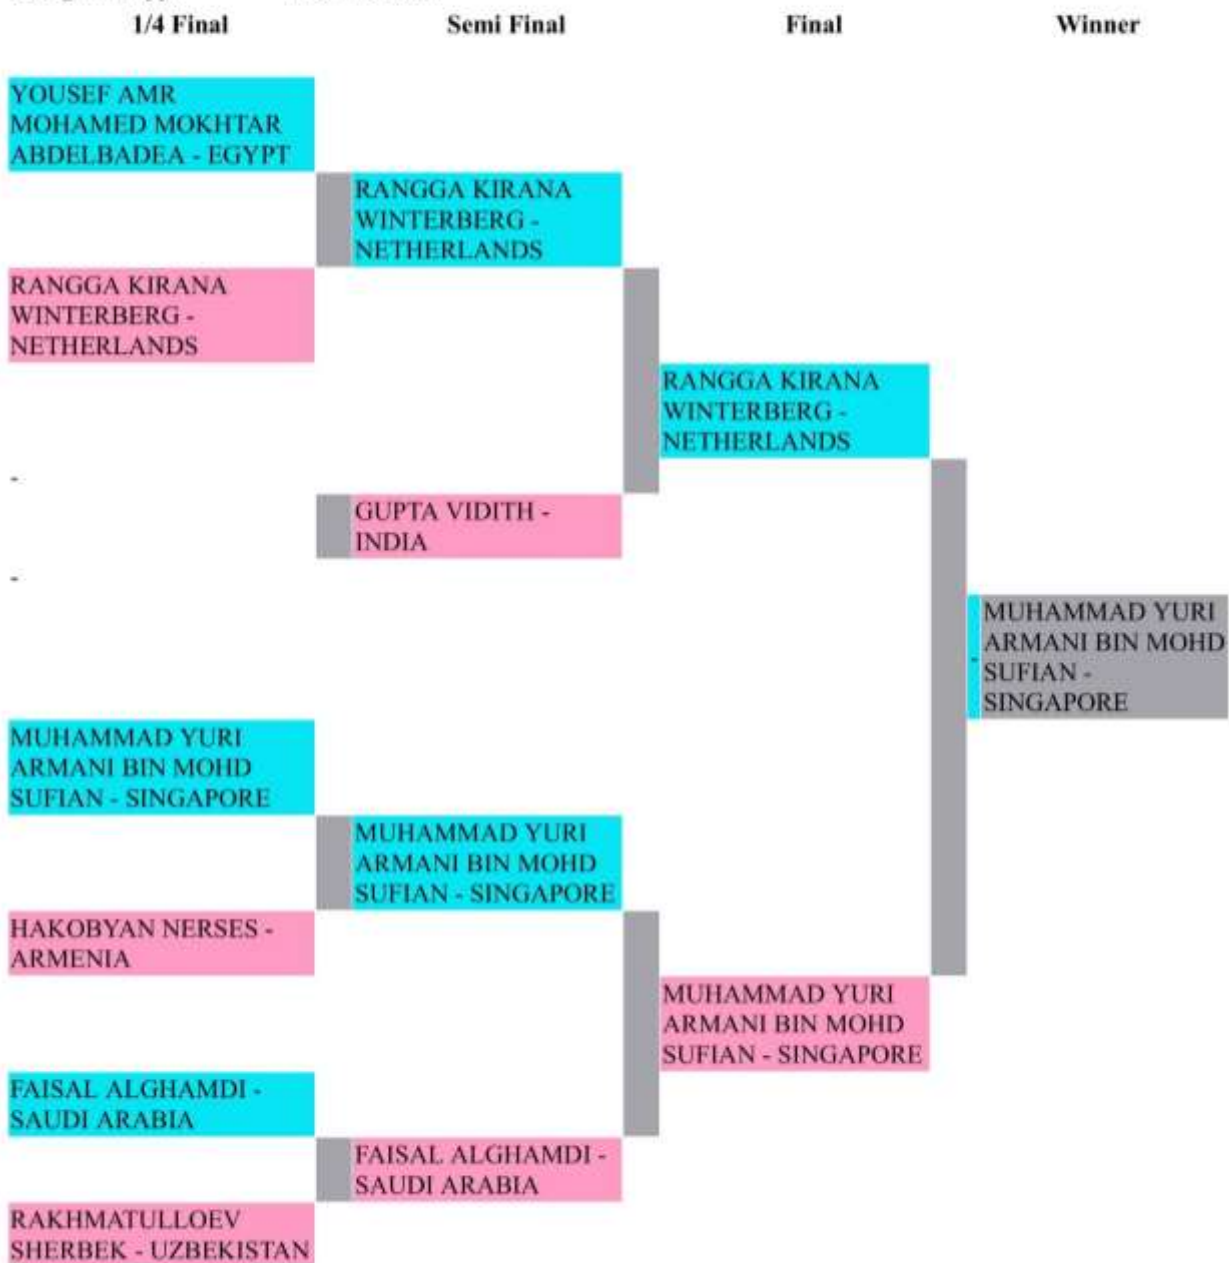 1/4 Final
Semi Final
Final
Winner
YOUSEF AMR
MOHAMED MOKHTAR
ABDELBADEA - EGYPT
RANGGA KIRANA
WINTERBERG -
NETHERLANDS
RANGGA KIRANA
WINTERBERG -
NETHERLANDS
RANGGA KIRANA
WINTERBERG -
NETHERLANDS
-
GUPTA VIDITH -
INDIA
-
-
MUHAMMAD YURI
ARMANI BIN MOHD
SUFIAN -
SINGAPORE
MUHAMMAD YURI
ARMANI BIN MOHD
SUFIAN - SINGAPORE
MUHAMMAD YURI
ARMANI BIN MOHD
SUFIAN - SINGAPORE
HAKOBYAN NERSES -
ARMENIA
MUHAMMAD YURI
ARMANI BIN MOHD
SUFIAN - SINGAPORE
FAISAL ALGHAMDI -
SAUDI ARABIA
FAISAL ALGHAMDI -
SAUDI ARABIA
RAKHMATULLOEV
SHERBEK - UZBEKISTAN